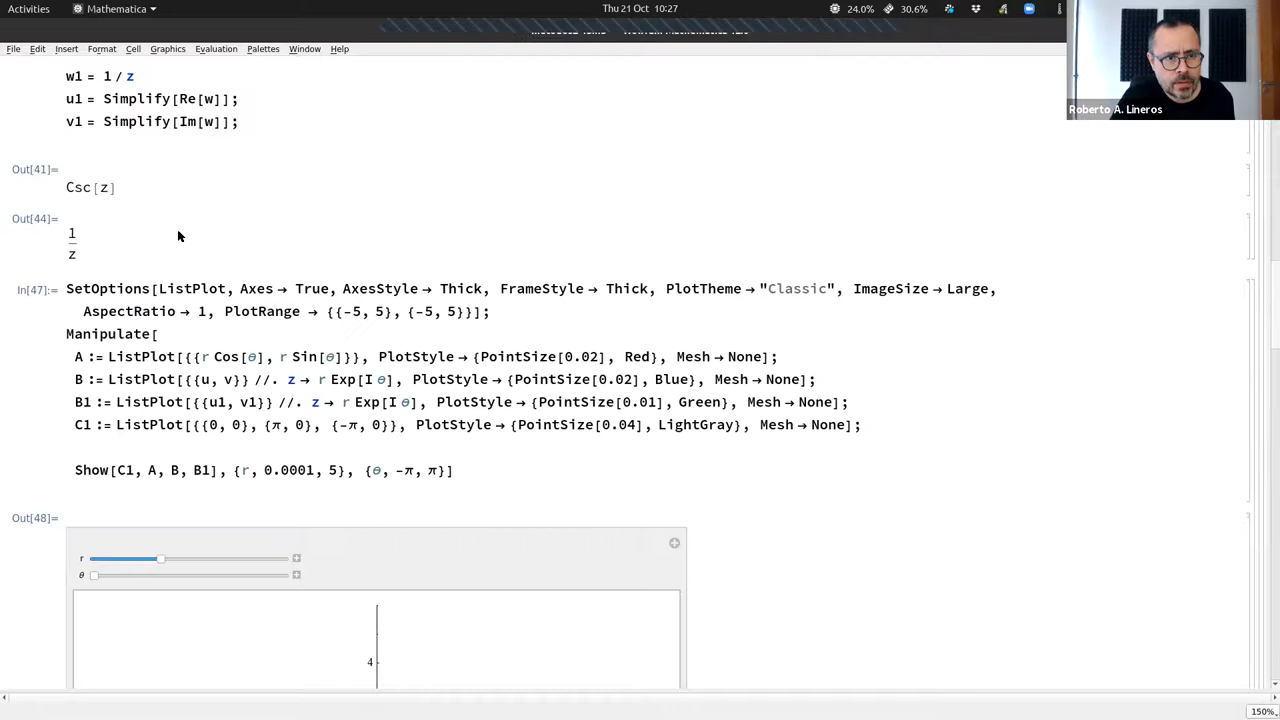 Activities
Mathematica
Thu 21 Oct 10:27
24.0%
30.6%
File Edit Insert Format Cell Graphics Evaluation Palettes Window Help
Roberto A. Lineros
w1 = 1 / z
u1 = Simplify[Re[w]];
v1 = Simplify[Im[w]];
Out[41]=
Csc[z]
Out[44]=
1
z
In[47]:= SetOptions[ListPlot, Axes → True, AxesStyle → Thick, FrameStyle → Thick, PlotTheme → "Classic", ImageSize → Large,
AspectRatio → 1, PlotRange → {{-5, 5}, {-5, 5}}];
Manipulate[
A := ListPlot[{{r Cos[θ], r Sin[θ]}}, PlotStyle → {PointSize[0.02], Red}, Mesh → None];
B := ListPlot[{{u, v}} //. z → r Exp[I θ], PlotStyle → {PointSize[0.02], Blue}, Mesh → None];
B1 := ListPlot[{{u1, v1}} //. z → r Exp[I θ], PlotStyle → {PointSize[0.01], Green}, Mesh → None];
C1 := ListPlot[{{0, 0}, {π, 0}, {-π, 0}}, PlotStyle → {PointSize[0.04], LightGray}, Mesh → None];
Show[C1, A, B, B1], {r, 0.0001, 5}, {θ, -π, π}]
Out[48]=
r
θ
4
150%